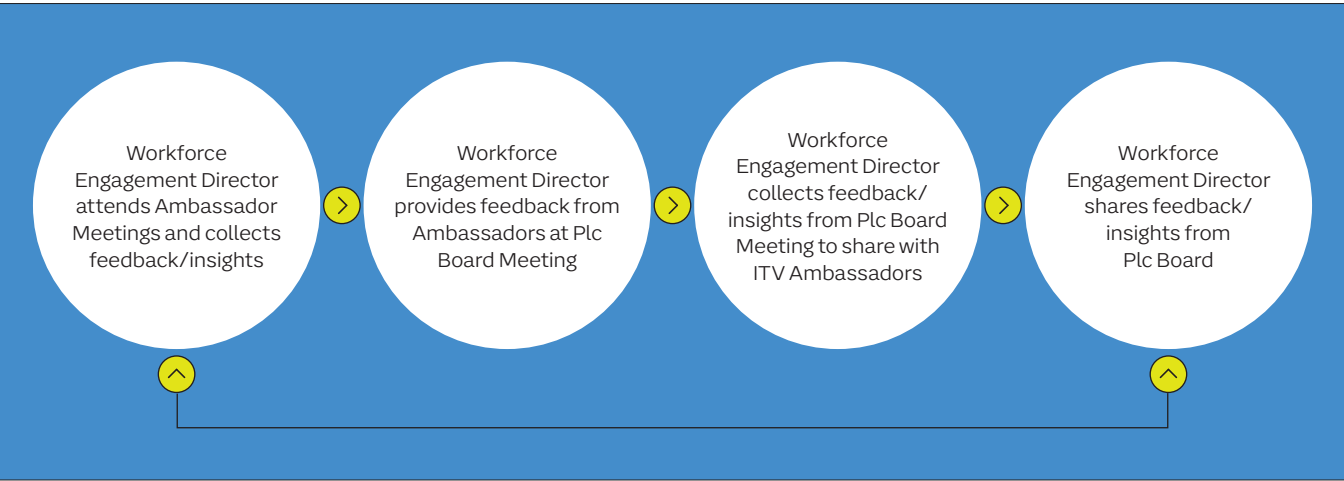 Workforce
Engagement Director
attends Ambassador
Meetings and collects
feedback/insights
Workforce
Engagement Director
provides feedback from
Ambassadors at Plc
Board Meeting
Workforce
Engagement Director
collects feedback/
insights from Plc Board
Meeting to share with
ITV Ambassadors
Workforce
Engagement Director
shares feedback/
insights from
Plc Board